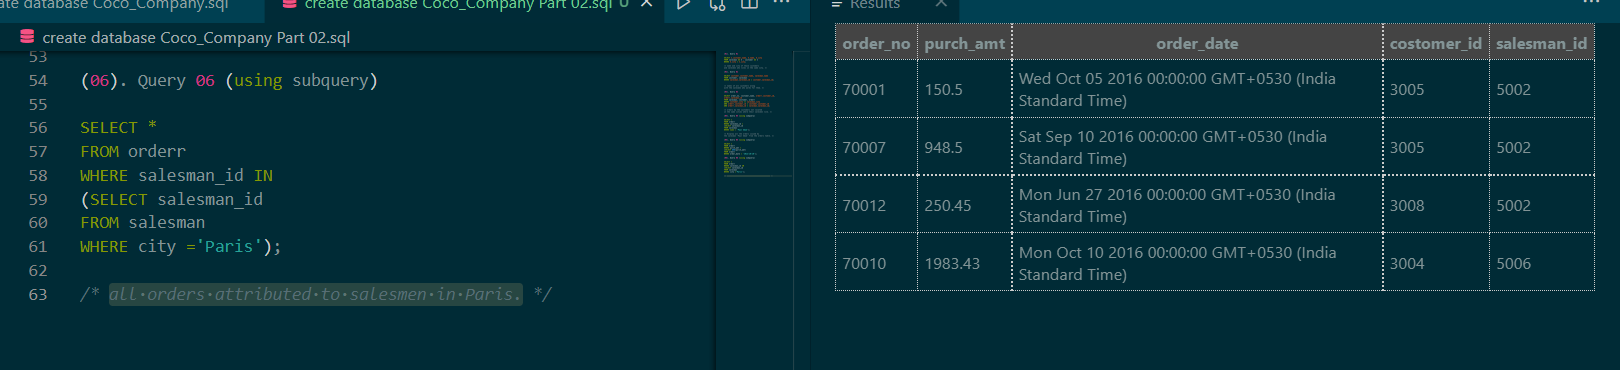 ate database Coco_Company.sql
create database Coco_Company Part 02.sql U
create database Coco_Company Part 02.sql
53
54 (06). Query 06 (using subquery)
55
56 SELECT *
57 FROM orderr
58 WHERE salesman_id IN
59 (SELECT salesman_id
60 FROM salesman
61 WHERE city ='Paris');
62
63 /* all·orders·attributed·to·salesmen·in·Paris. */
Results
order_no purch_amt order_date costomer_id salesman_id
70001 150.5 Wed Oct 05 2016 00:00:00 GMT+0530 (India
Standard Time) 3005 5002
70007 948.5 Sat Sep 10 2016 00:00:00 GMT+0530 (India
Standard Time) 3005 5002
70012 250.45 Mon Jun 27 2016 00:00:00 GMT+0530 (India
Standard Time) 3008 5002
70010 1983.43 Mon Oct 10 2016 00:00:00 GMT+0530 (India
Standard Time) 3004 5006